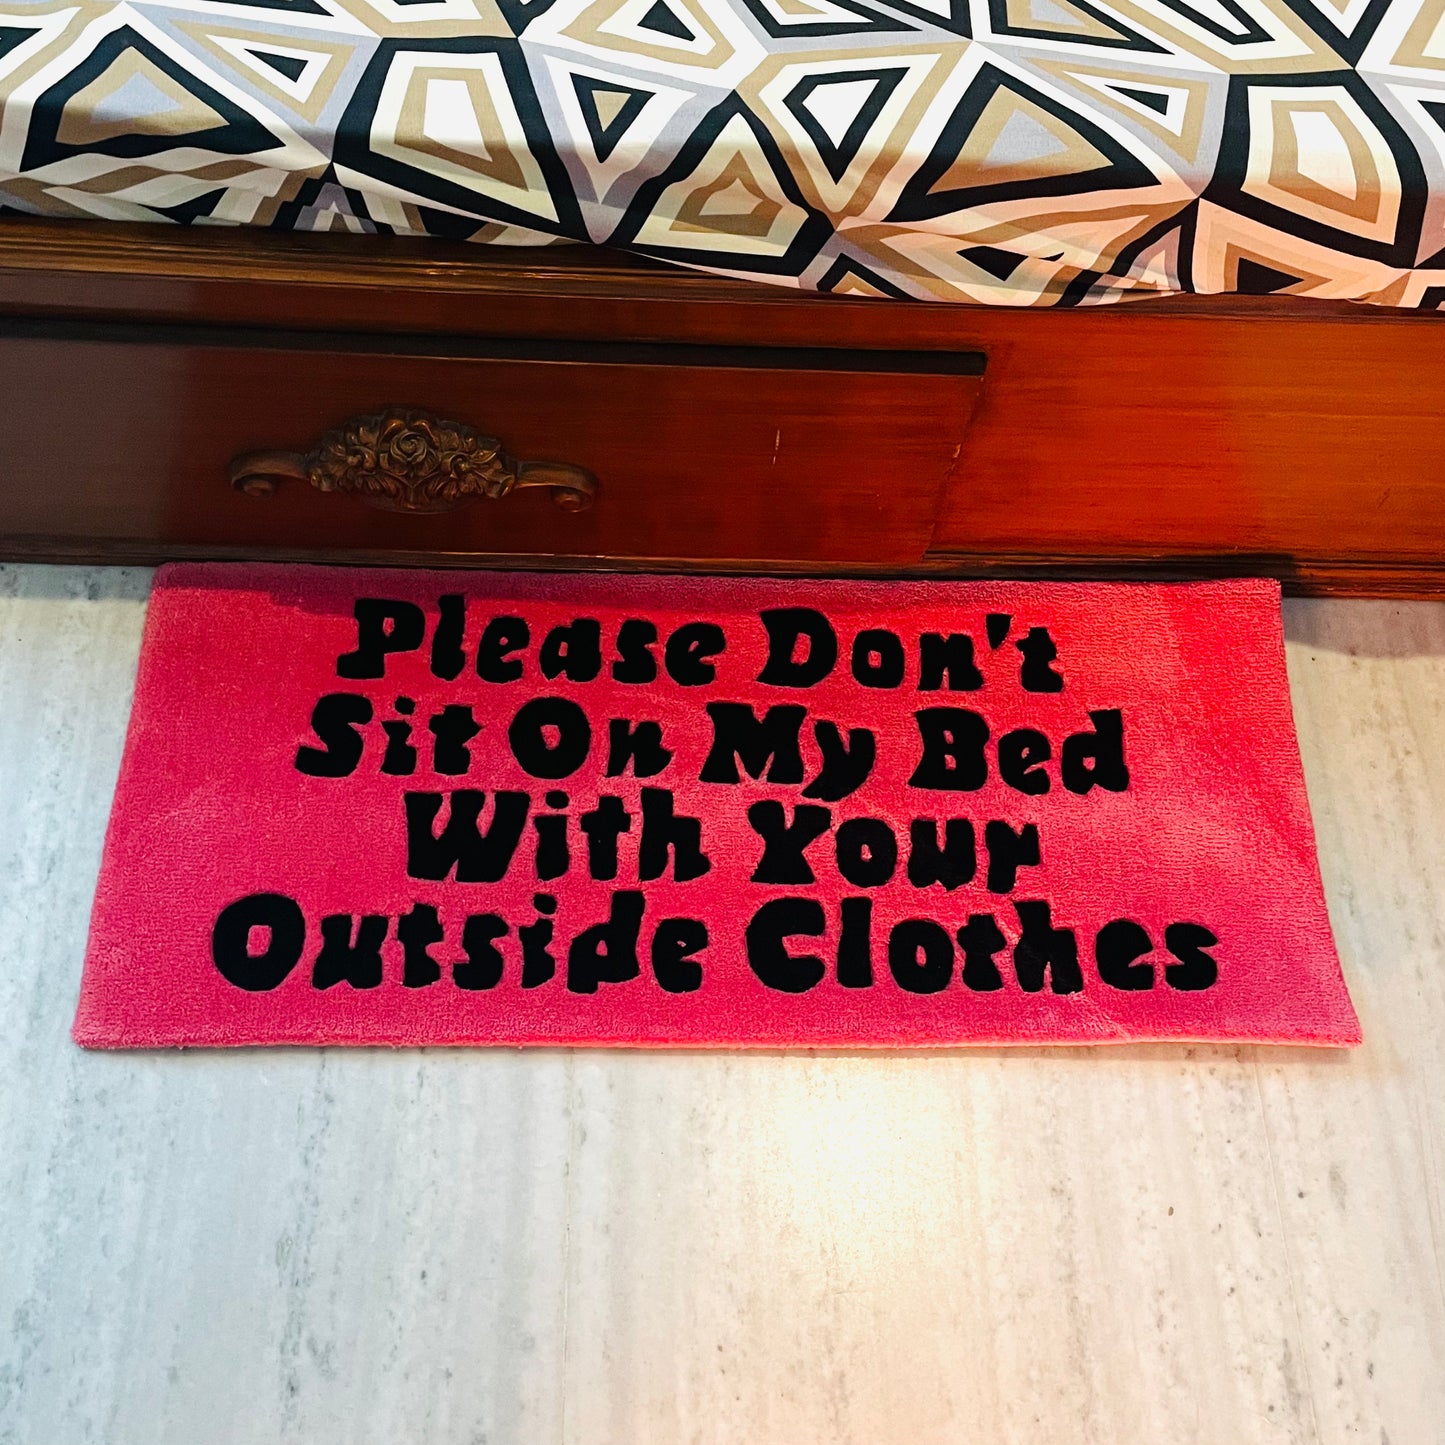 Please Don't
Sit On My Bed
With Your
Outside Clothes